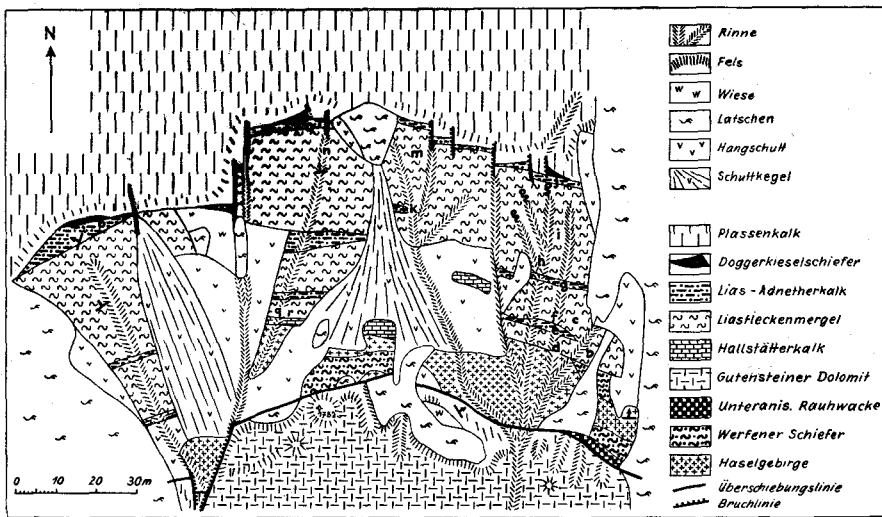 N
Rinne
Fels
Wiese
Latschen
Hangschutt
Schuttkegel
Plassenkalk
Doggerkieselschiefer
Lias-Adnetherkalk
Liasfleckenmergel
Hallstätterkalk
Gutensteiner Dolomit
Unteranis. Rauhwacke
Werfener Schiefer
Haselgebirge
Überschiebungslinie
Bruchlinie
n
m
k
i
h
q
r
782
0 10 20 30m